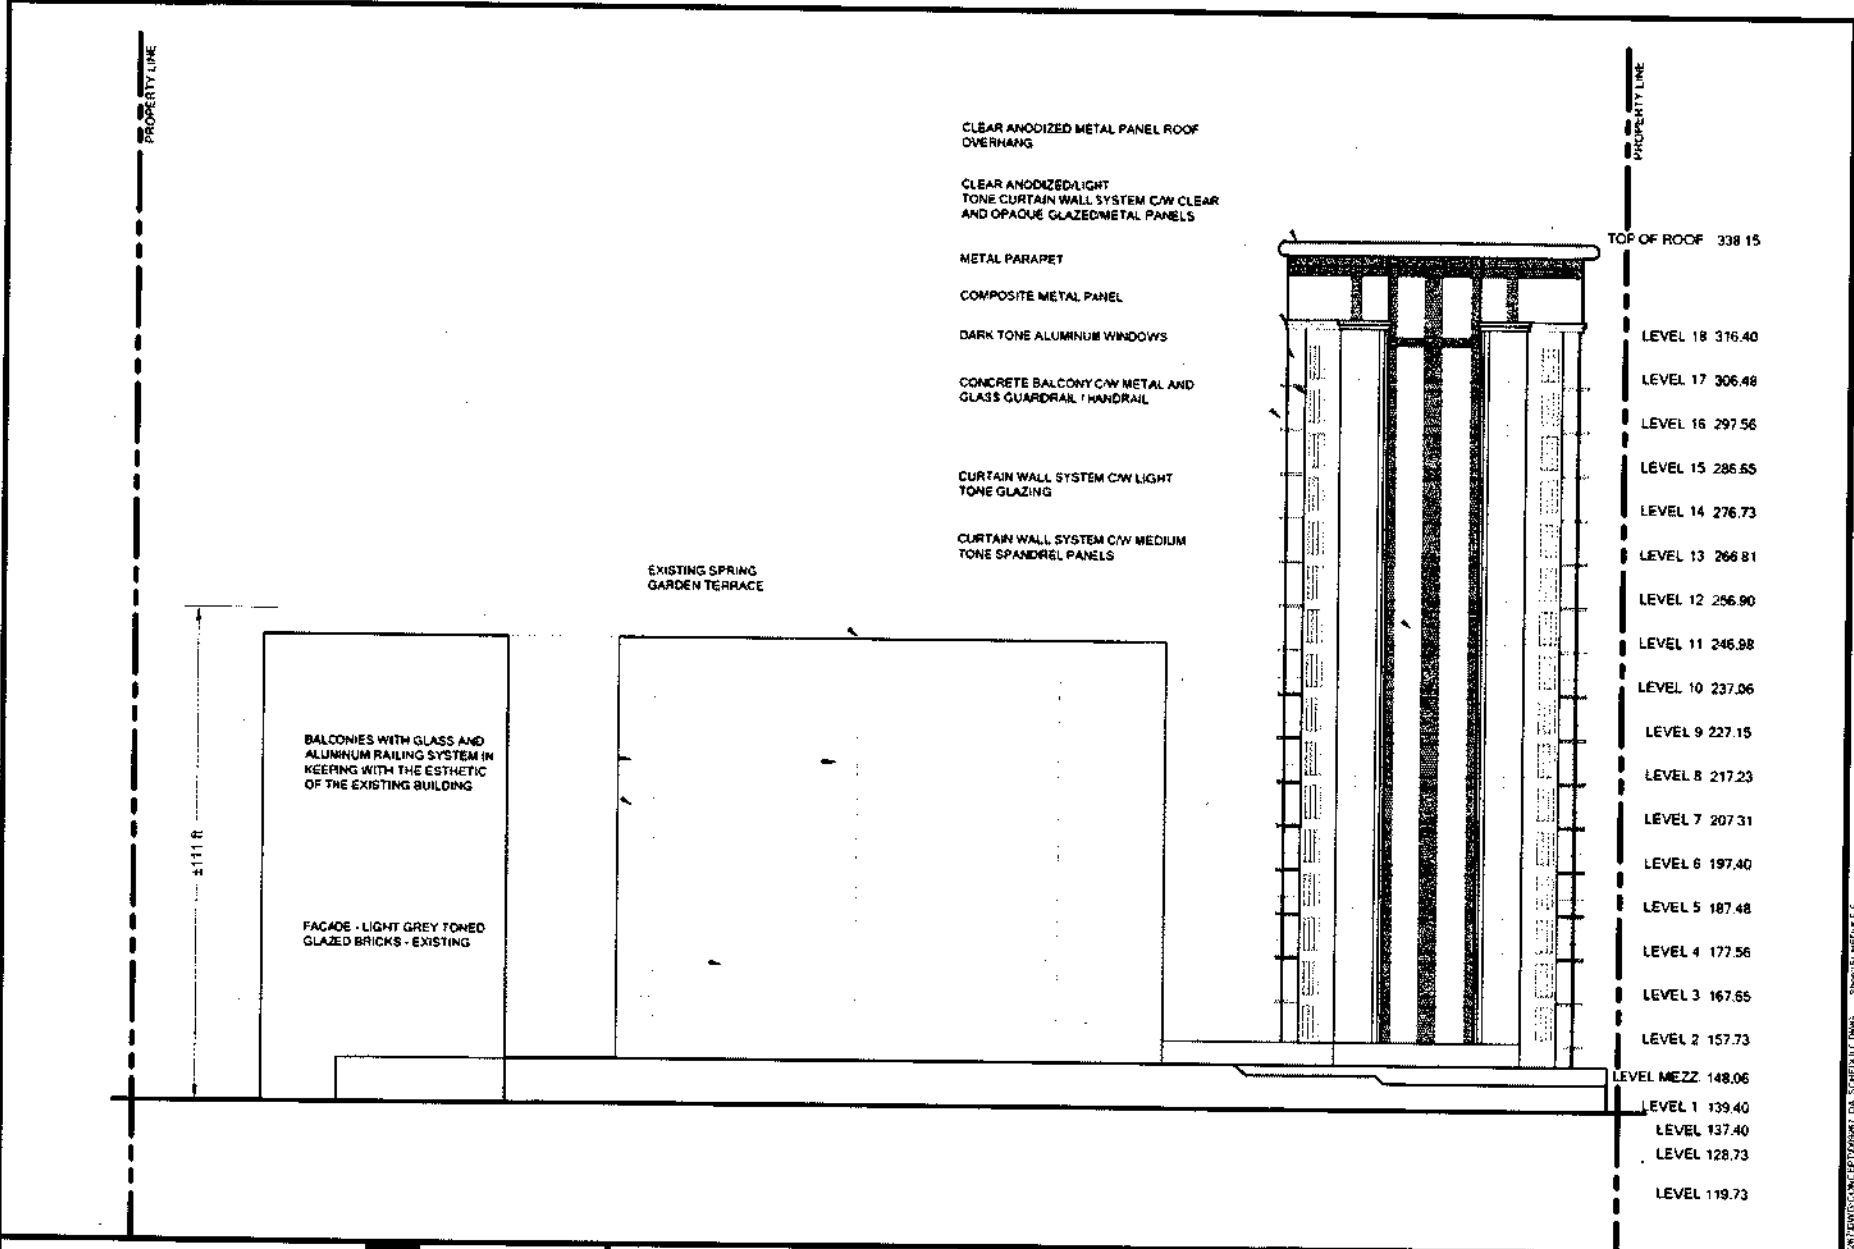 PROPERTY LINE
PROPERTY LINE
CLEAR ANODIZED METAL PANEL ROOF
OVERHANG
CLEAR ANODIZED/LIGHT
TONE CURTAIN WALL SYSTEM C/W CLEAR
AND OPAQUE GLAZED/METAL PANELS
METAL PARAPET
COMPOSITE METAL PANEL
DARK TONE ALUMINUM WINDOWS
CONCRETE BALCONY C/W METAL AND
GLASS GUARDRAIL / HANDRAIL
CURTAIN WALL SYSTEM C/W LIGHT
TONE GLAZING
CURTAIN WALL SYSTEM C/W MEDIUM
TONE SPANDREL PANELS
EXISTING SPRING
GARDEN TERRACE
BALCONIES WITH GLASS AND
ALUMINUM RAILING SYSTEM IN
KEEPING WITH THE ESTHETIC
OF THE EXISTING BUILDING
±111 ft
FACADE - LIGHT GREY TONED
GLAZED BRICKS - EXISTING
TOP OF ROOF 338.15
LEVEL 18 316.40
LEVEL 17 306.48
LEVEL 16 297.56
LEVEL 15 286.65
LEVEL 14 276.73
LEVEL 13 266.81
LEVEL 12 256.90
LEVEL 11 246.98
LEVEL 10 237.06
LEVEL 9 227.15
LEVEL 8 217.23
LEVEL 7 207.31
LEVEL 6 197.40
LEVEL 5 187.48
LEVEL 4 177.56
LEVEL 3 167.65
LEVEL 2 157.73
LEVEL MEZZ. 148.06
LEVEL 1 139.40
LEVEL 137.40
LEVEL 128.73
LEVEL 119.73